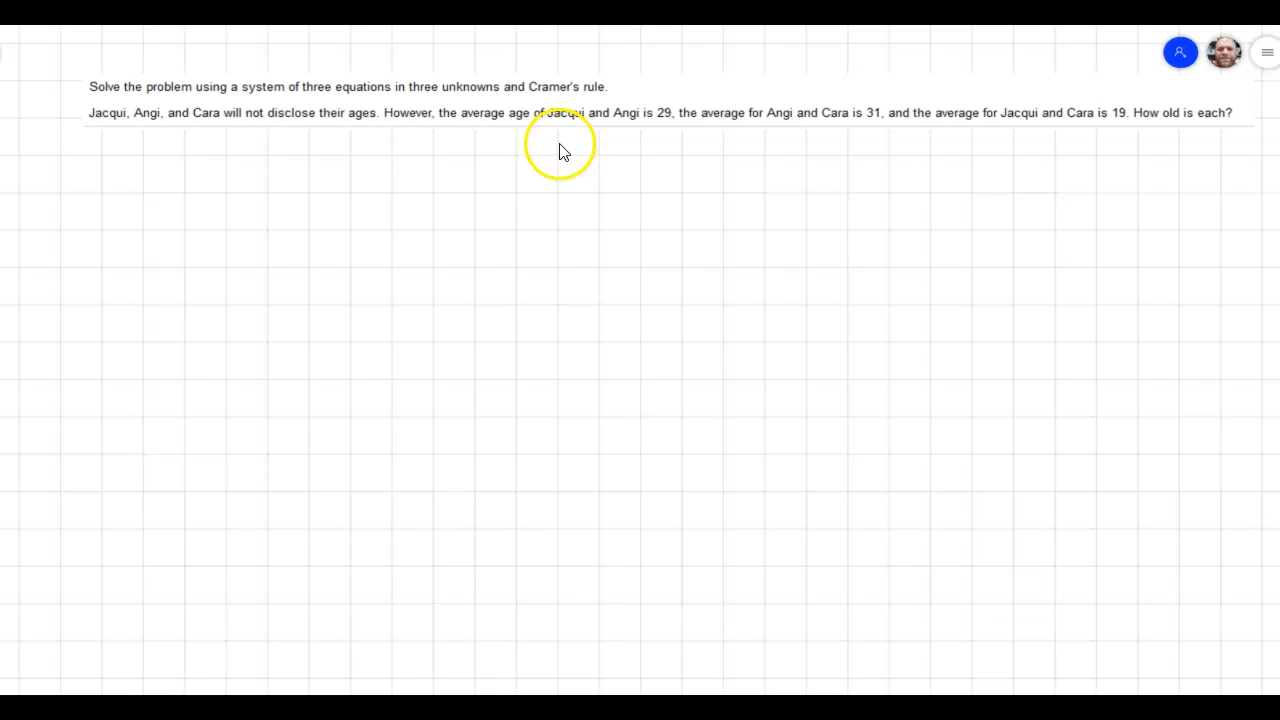 Solve the problem using a system of three equations in three unknowns and Cramer's rule.
Jacqui, Angi, and Cara will not disclose their ages. However, the average age of Jacqui and Angi is 29, the average for Angi and Cara is 31, and the average for Jacqui and Cara is 19. How old is each?